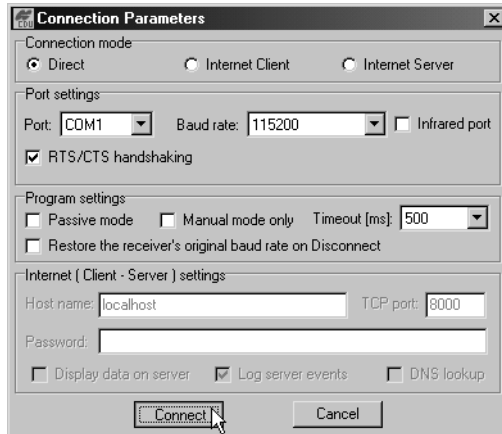 CDU Connection Parameters
Connection mode
Direct Internet Client Internet Server
Port settings
Port: COM1 Baud rate: 115200 Infrared port
RTS/CTS handshaking
Program settings
Passive mode Manual mode only Timeout [ms]: 500
Restore the receiver's original baud rate on Disconnect
Internet ( Client - Server ) settings
Host name: localhost TCP port: 8000
Password:
Display data on server Log server events DNS lookup
Connect Cancel